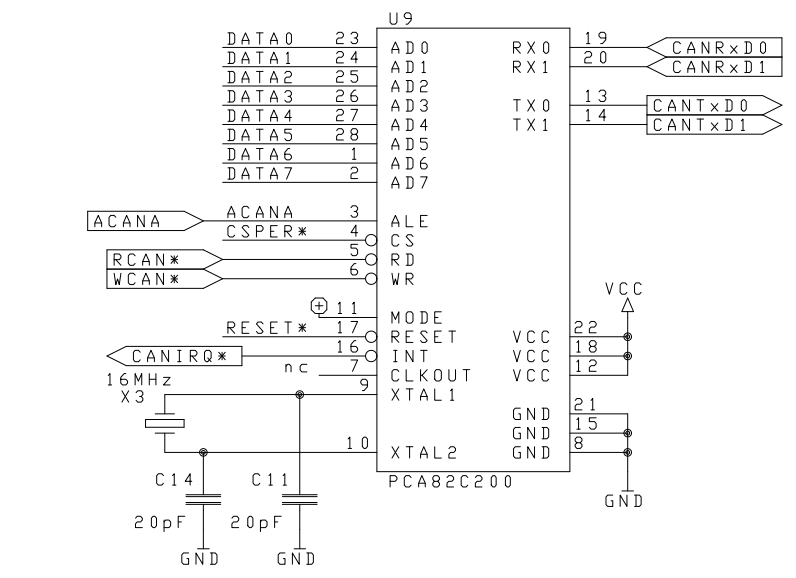 U9
DATA0 23 AD0 RX0 19 CANRxD0
DATA1 24 AD1 RX1 20 CANRxD1
DATA2 25 AD2
DATA3 26 AD3 TX0 13 CANTxD0
DATA4 27 AD4 TX1 14 CANTxD1
DATA5 28 AD5
DATA6 1 AD6
DATA7 2 AD7
ACANA ACANA 3 ALE
CSPER* 4 CS
RCAN* 5 RD
WCAN* 6 WR
VCC
+ 11 MODE
RESET* 17 RESET VCC 22
CANIRQ* 16 INT VCC 18
nc 7 CLKOUT VCC 12
16MHz
X3
9 XTAL1
GND 21
GND 15
10 XTAL2 GND 8
PCA82C200
C14 C11
GND
20pF 20pF
GND GND